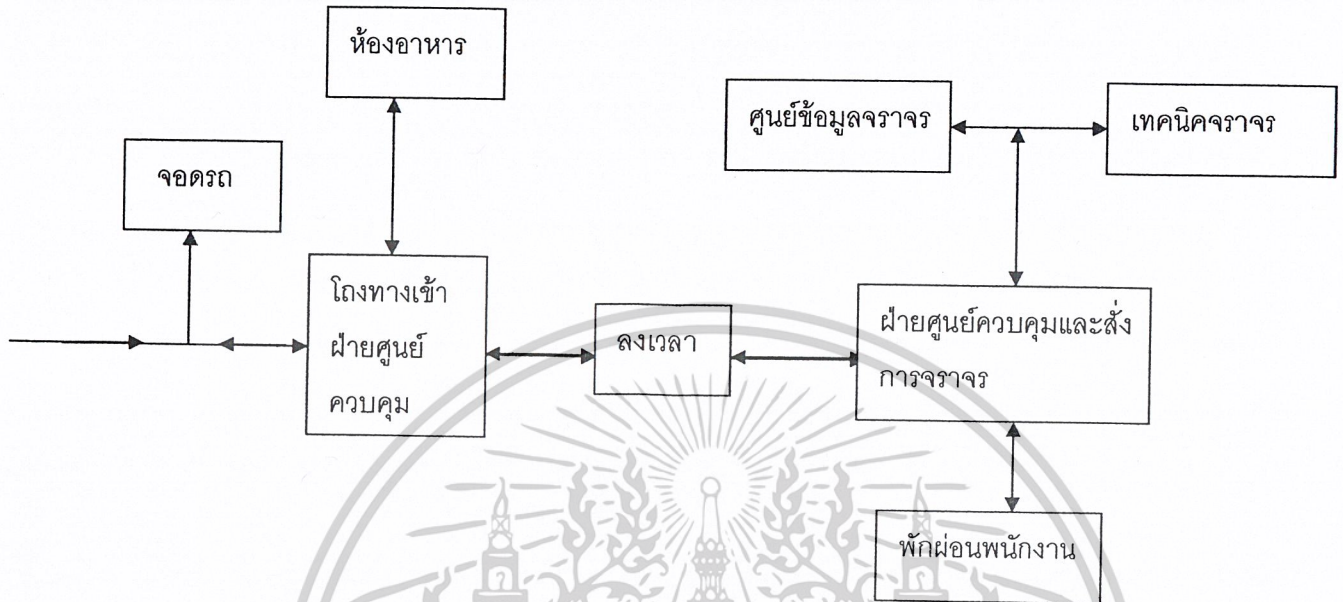 ห้องอาหาร
ศูนย์ข้อมูลจราจร
เทคนิคจราจร
จอดรถ
โถงทางเข้า
ฝ่ายศูนย์
ควบคุม
ลงเวลา
ฝ่ายศูนย์ควบคุมและสั่ง
การจราจร
พักผ่อนพนักงาน